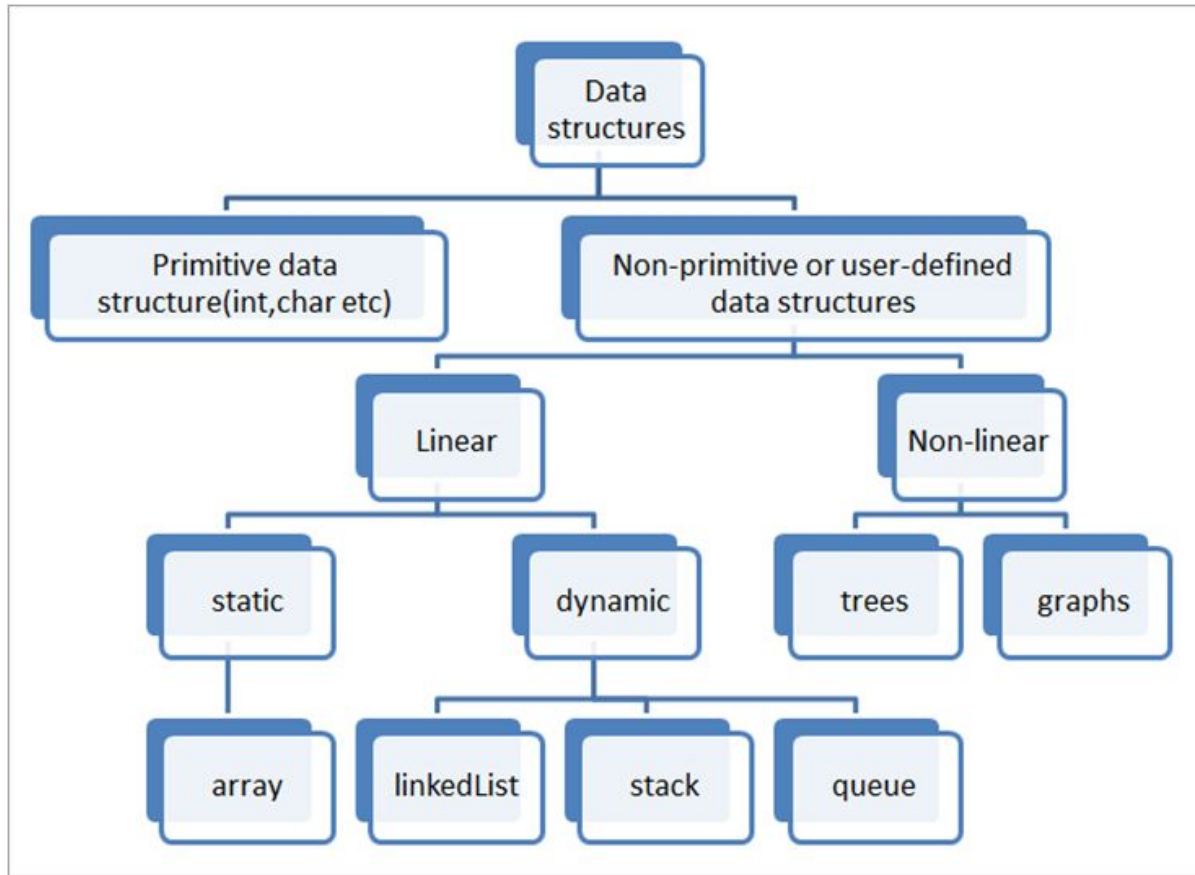 Data
structures
Primitive data
structure(int,char etc)
Non-primitive or user-defined
data structures
Linear
Non-linear
static
dynamic
trees
graphs
array
linkedList
stack
queue